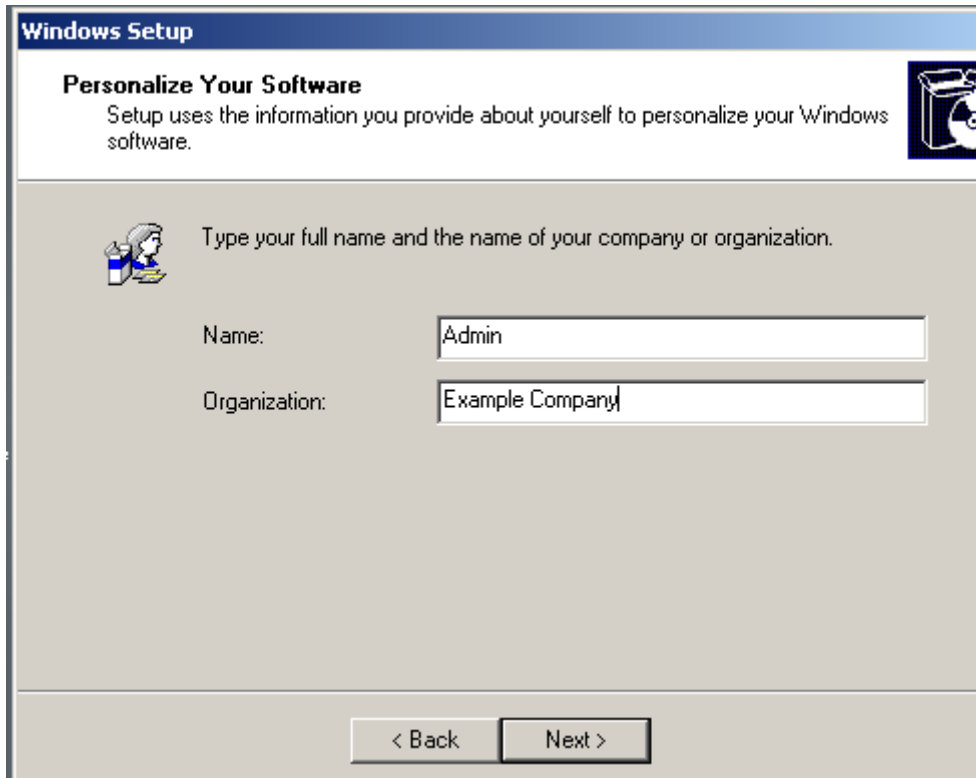 Windows Setup
Personalize Your Software
Setup uses the information you provide about yourself to personalize your Windows
software.
Type your full name and the name of your company or organization.
Name:
Admin
Organization:
Example Company
< Back
Next >